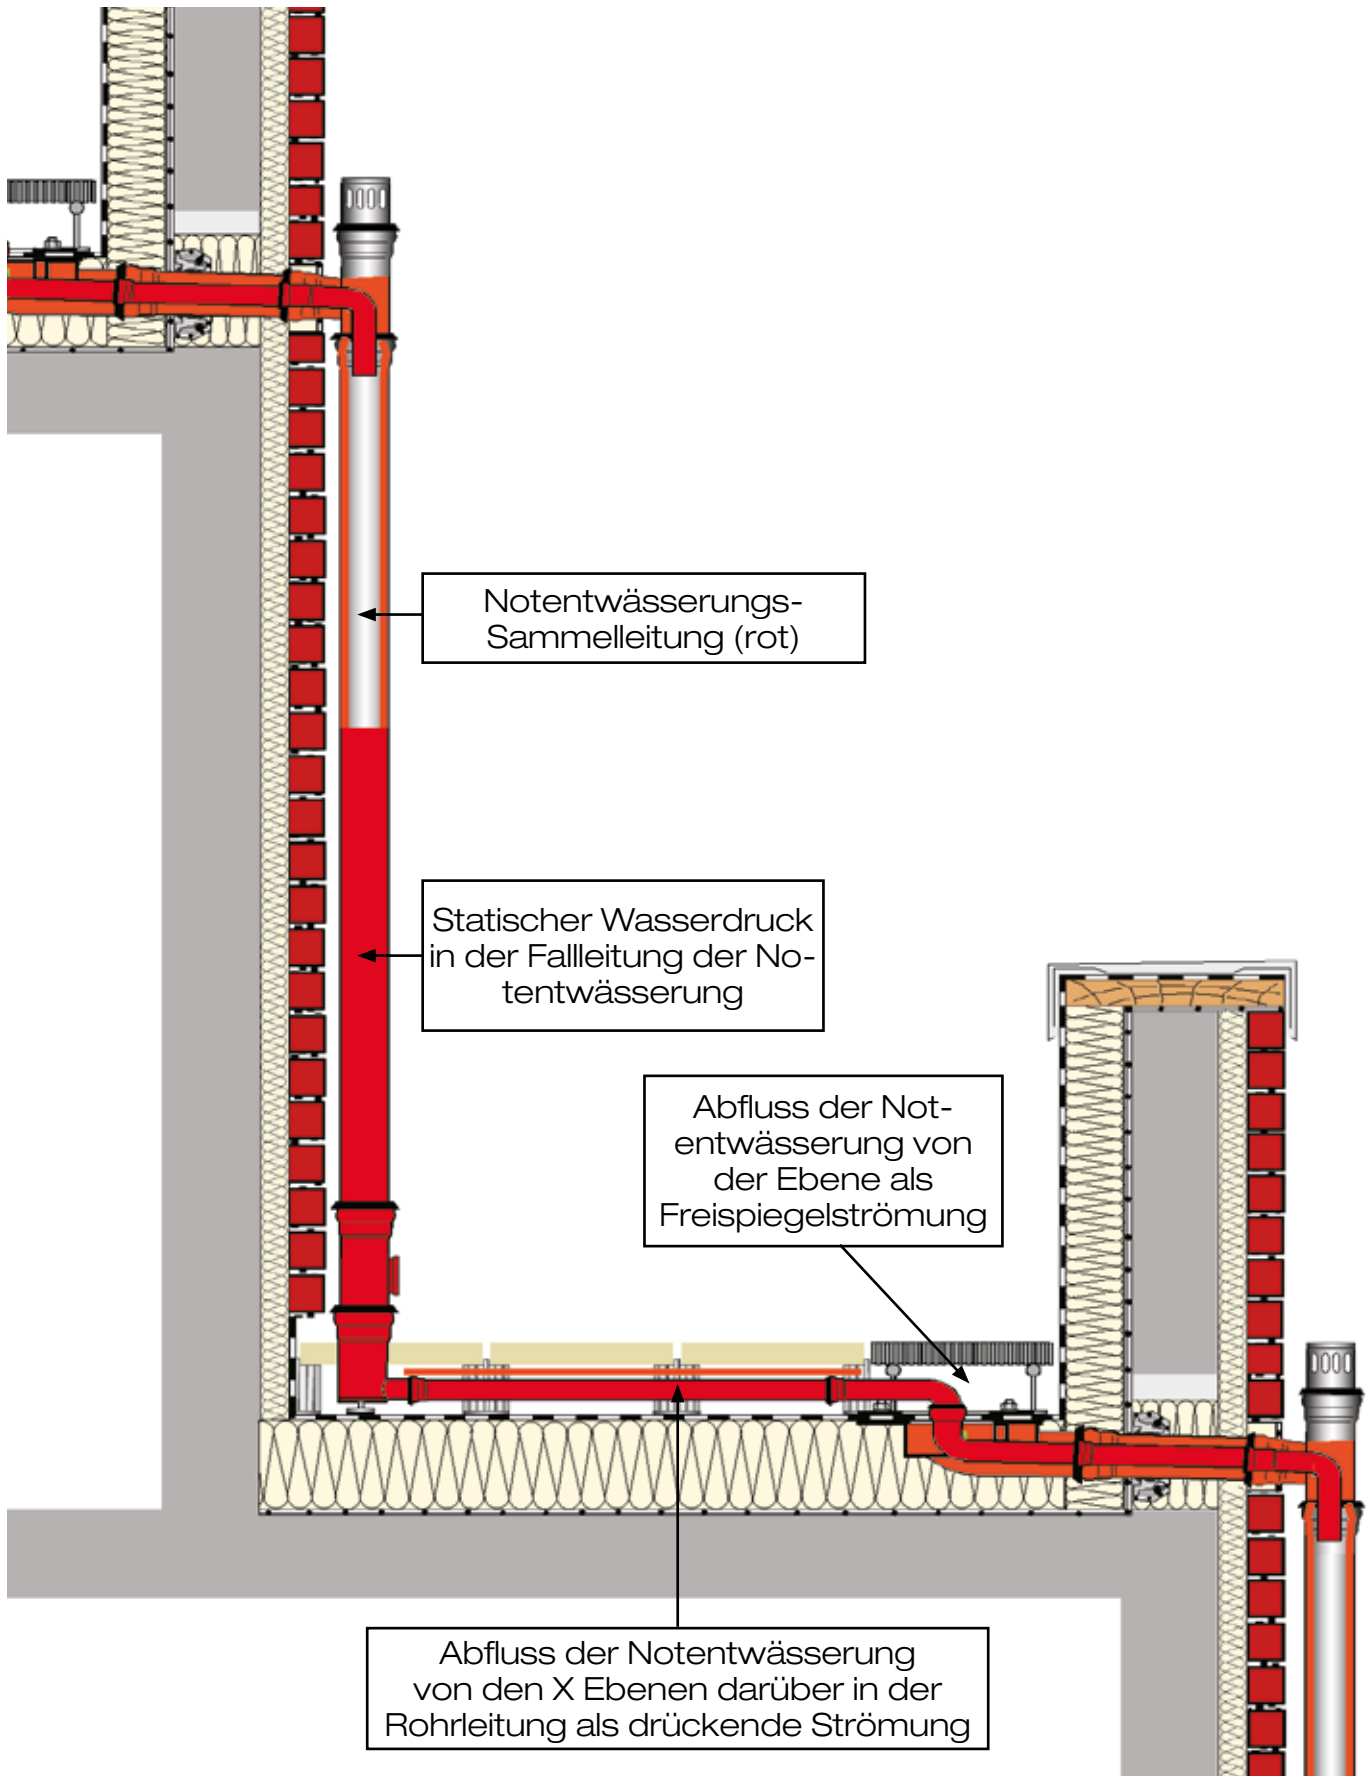 Notentwässerungs-
Sammelleitung (rot)
Statischer Wasserdruck
in der Fallleitung der No-
tentwässerung
Abfluss der Not-
entwässerung von
der Ebene als
Freispiegelströmung
Abfluss der Notentwässerung
von den X Ebenen darüber in der
Rohrleitung als drückende Strömung